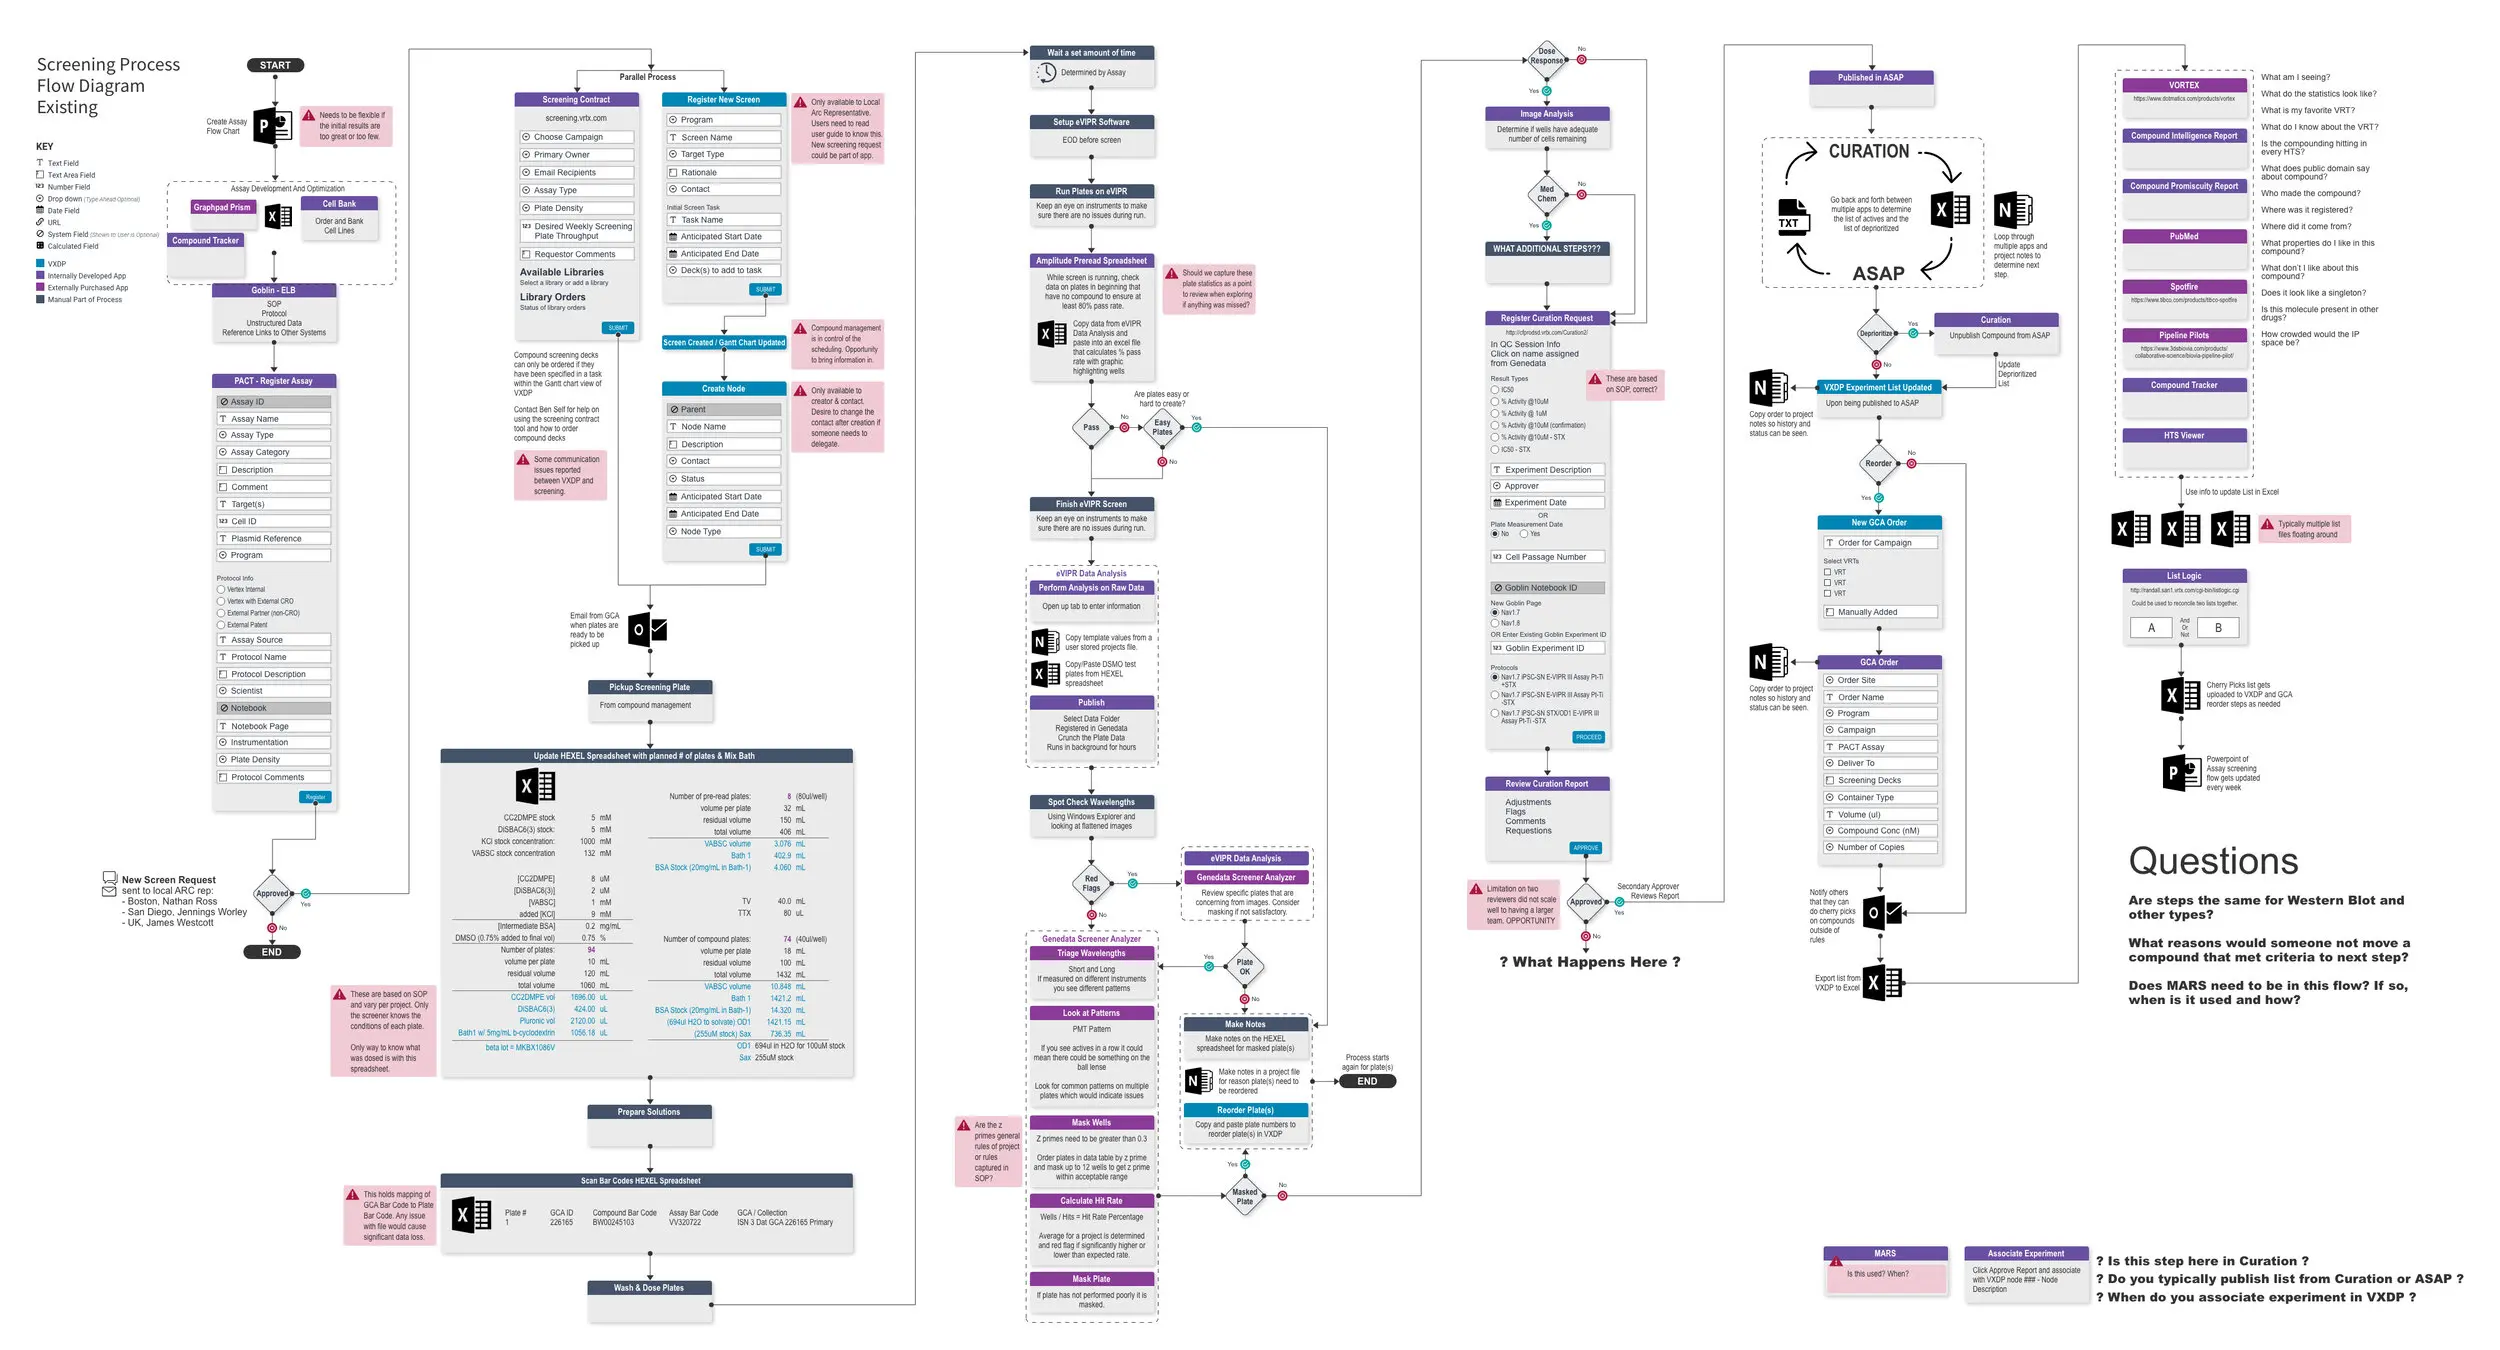 Screening Process
Flow Diagram
Existing
KEY
Text Field
Text Area Field
123 Number Field
Drop down (Type Ahead Optional)
Date Field
URL
System Field (Shown to User is Optional)
Calculated Field
VXDP
Internally Developed App
Externally Purchased App
Manual Part of Process
START
Create Assay
Flow Chart
P
Needs to be flexible if
the initial results are
too great or too few.
Assay Development And Optimization
Graphpad Prism
X
Cell Bank
Order and Bank
Cell Lines
Compound Tracker
Goblin - ELB
SOP
Protocol
Unstructured Data
Reference Links to Other Systems
PACT - Register Assay
Assay ID
T Assay Name
Assay Type
Assay Category
Description
Comment
T Target(s)
123 Cell ID
T Plasmid Reference
Program
Protocol Info
Vertex Internal
Vertex with External CRO
External Partner (non-CRO)
External Patent
T Assay Source
T Protocol Name
Protocol Description
Scientist
Notebook
T Notebook Page
Instrumentation
Plate Density
Protocol Comments
Register
New Screen Request
sent to local ARC rep:
- Boston, Nathan Ross
- San Diego, Jennings Worley
- UK, James Westcott
Approved
Yes
No
END
Parallel Process
Screening Contract
screening.vrtx.com
Choose Campaign
Primary Owner
Email Recipients
Assay Type
Plate Density
123 Desired Weekly Screening
Plate Throughput
Requestor Comments
Available Libraries
Select a library or add a library
Library Orders
Status of library orders
SUBMIT
Compound screening decks
can only be ordered if they
have been specified in a task
within the Gantt chart view of
VXDP
Contact Ben Self for help on
using the screening contract
tool and how to order
compound decks
Some communication
issues reported
between VXDP and
screening.
Register New Screen
Program
T Screen Name
Target Type
Rationale
Contact
Initial Screen Task
T Task Name
Anticipated Start Date
Anticipated End Date
Deck(s) to add to task
SUBMIT
Only available to Local
Arc Representative.
Users need to read
user guide to know this.
New screening request
could be part of app.
Screen Created / Gantt Chart Updated
Compound management
is in control of the
scheduling. Opportunity
to bring information in.
Create Node
Parent
T Node Name
Description
Contact
Status
Anticipated Start Date
Anticipated End Date
Node Type
SUBMIT
Only available to
creator & contact.
Desire to change the
contact after creation if
someone needs to
delegate.
Email from GCA
when plates are
ready to be
picked up
O
Pickup Screening Plate
From compound management
Update HEXEL Spreadsheet with planned # of plates & Mix Bath
X
CC2DMPE stock 5 mM
DiSBAC6(3) stock: 5 mM
KCl stock concentration: 1000 mM
VABSC stock concentration 132 mM
[CC2DMPE] 8 uM
[DiSBAC6(3)] 2 uM
[VABSC] 1 mM
added [KCl] 9 mM
[Intermediate BSA] 0.2 mg/mL
DMSO (0.75% added to final vol) 0.75 %
Number of plates: 94
volume per plate 10 mL
residual volume 120 mL
total volume 1060 mL
CC2DMPE vol 1696.00 uL
DiSBAC6(3) 424.00 uL
Pluronic vol 2120.00 uL
Bath1 w/ 5mg/mL b-cyclodextrin 1056.18 uL
beta lot = MKBX1086V
Number of pre-read plates: 8 (80ul/well)
volume per plate 32 mL
residual volume 150 mL
total volume 406 mL
VABSC volume 3.076 mL
Bath 1 402.9 mL
BSA Stock (20mg/mL in Bath-1) 4.060 mL
TV 40.0 mL
TTX 80 uL
Number of compound plates: 74 (40ul/well)
volume per plate 18 mL
residual volume 100 mL
total volume 1432 mL
VABSC volume 10.848 mL
Bath 1 1421.2 mL
BSA Stock (20mg/mL in Bath-1) 14.320 mL
(694ul H2O to solvate) OD1 1421.15 mL
(255uM stock) Sax 736.35 mL
OD1 694ul in H2O for 100uM stock
Sax 255uM stock
These are based on SOP
and vary per project. Only
the screener knows the
conditions of each plate.
Only way to know what
was dosed is with this
spreadsheet.
Prepare Solutions
Scan Bar Codes HEXEL Spreadsheet
X
Plate # GCA ID Compound Bar Code Assay Bar Code GCA / Collection
1 226165 BW00245103 VV320722 ISN 3 Dat GCA 226165 Primary
This holds mapping of
GCA Bar Code to Plate
Bar Code. Any issue
with file would cause
significant data loss.
Wash & Dose Plates
Wait a set amount of time
Determined by Assay
Setup eVIPR Software
EOD before screen
Run Plates on eVIPR
Keep an eye on instruments to make
sure there are no issues during run.
Amplitude Preread Spreadsheet
While screen is running, check
data on plates in beginning that
have no compound to ensure at
least 80% pass rate.
X
Copy data from eVIPR
Data Analysis and
paste into an excel file
that calculates % pass
rate with graphic
highlighting wells
Should we capture these
plate statistics as a point
to review when exploring
if anything was missed?
Are plates easy or
hard to create?
Pass
No
Easy
Plates
Yes
No
Finish eVIPR Screen
Keep an eye on instruments to make
sure there are no issues during run.
eVIPR Data Analysis
Perform Analysis on Raw Data
Open up tab to enter information
N
Copy template values from a
user stored projects file.
X
Copy/Paste DSMO test
plates from HEXEL
spreadsheet
Publish
Select Data Folder
Registered in Genedata
Crunch the Plate Data
Runs in background for hours
Spot Check Wavelengths
Using Windows Explorer and
looking at flattened images
Red
Flags
Yes
No
eVIPR Data Analysis
Genedata Screener Analyzer
Review specific plates that are
concerning from images. Consider
masking if not satisfactory.
Genedata Screener Analyzer
Triage Wavelengths
Short and Long
If measured on different instruments
you see different patterns
Look at Patterns
PMT Pattern
If you see actives in a row it could
mean there could be something on the
ball lense
Look for common patterns on multiple
plates which would indicate issues
Mask Wells
Z primes need to be greater than 0.3
Order plates in data table by z prime
and mask up to 12 wells to get z prime
within acceptable range
Are the z
primes general
rules of project
or rules
captured in
SOP?
Calculate Hit Rate
Wells / Hits = Hit Rate Percentage
Average for a project is determined
and red flag if significantly higher or
lower than expected rate.
Mask Plate
If plate has not performed poorly it is
masked.
Yes
Plate
OK
No
Make Notes
Make notes on the HEXEL
spreadsheet for masked plate(s)
N
Make notes in a project file
for reason plate(s) need to
be reordered
Reorder Plate(s)
Copy and paste plate numbers to
reorder plate(s) in VXDP
Yes
Masked
Plate
No
Process starts
again for plate(s)
END
Dose
Response
No
Yes
Image Analysis
Determine if wells have adequate
number of cells remaining
Med
Chem
No
Yes
WHAT ADDITIONAL STEPS???
Register Curation Request
http://cfprodsd.vrtx.com/Curation2/
In QC Session Info
Click on name assigned
from Genedata
Result Types
IC50
% Activity @10uM
% Activity @ 1uM
% Activity @10uM (confirmation)
% Activity @10uM - STX
IC50 - STX
These are based
on SOP, correct?
T Experiment Description
Approver
Experiment Date
OR
Plate Measurement Date
No Yes
123 Cell Passage Number
Goblin Notebook ID
New Goblin Page
Nav1.7
Nav1.8
OR Enter Existing Goblin Experiment ID
123 Goblin Experiment ID
Protocols
Nav1.7 iPSC-SN E-VIPR III Assay Pt-Ti
+STX
Nav1.7 iPSC-SN E-VIPR III Assay Pt-Ti
-STX
Nav1.7 iPSC-SN STX/OD1 E-VIPR III
Assay Pt-Ti -STX
PROCEED
Review Curation Report
Adjustments
Flags
Comments
Requestions
APPROVE
Limitation on two
reviewers did not scale
well to having a larger
team. OPPORTUNITY
Approved
Secondary Approver
Reviews Report
Yes
No
? What Happens Here ?
Published in ASAP
CURATION
TXT
Go back and forth between
multiple apps to determine
the list of actives and the
list of deprioritized
X
ASAP
N
Loop through
multiple apps and
project notes to
determine next
step.
Deprioritize
Yes
No
Curation
Unpublish Compound from ASAP
Update
Deprioritized
List
N
Copy order to project
notes so history and
status can be seen.
VXDP Experiment List Updated
Upon being published to ASAP
Reorder
No
Yes
New GCA Order
T Order for Campaign
Select VRTs
VRT
VRT
VRT
Manually Added
N
Copy order to project
notes so history and
status can be seen.
GCA Order
Order Site
T Order Name
Program
Campaign
T PACT Assay
Deliver To
Screening Decks
Container Type
T Volume (ul)
Compound Conc (nM)
Number of Copies
Notify others
that they can
do cherry picks
on compounds
outside of
rules
O
Export list from
VXDP to Excel
X
VORTEX
https://www.dotmatics.com/products/vortex
Compound Intelligence Report
Compound Promiscuity Report
PubMed
Spotfire
https://www.tibco.com/products/tibco-spotfire
Pipeline Pilots
https://www.3dsbiovia.com/products/
collaborative-science/biovia-pipeline-pilot/
Compound Tracker
HTS Viewer
What am I seeing?
What do the statistics look like?
What is my favorite VRT?
What do I know about the VRT?
Is the compounding hitting in
every HTS?
What does public domain say
about compound?
Who made the compound?
Where was it registered?
Where did it come from?
What properties do I like in this
compound?
What don't I like about this
compound?
Does it look like a singleton?
Is this molecule present in other
drugs?
How crowded would the IP
space be?
Use info to update List in Excel
X X X
Typically multiple list
files floating around
List Logic
http://randall.san1.vrtx.com/cgi-bin/listlogic.cgi
Could be used to reconcile two lists together.
A
And
Or
Not
B
X
Cherry Picks list gets
uploaded to VXDP and GCA
reorder steps as needed
P
Powerpoint of
Assay screening
flow gets updated
every week
Questions
Are steps the same for Western Blot and
other types?
What reasons would someone not move a
compound that met criteria to next step?
Does MARS need to be in this flow? If so,
when is it used and how?
MARS
Is this used? When?
Associate Experiment
Click Approve Report and associate
with VXDP node ### - Node
Description
? Is this step here in Curation ?
? Do you typically publish list from Curation or ASAP ?
? When do you associate experiment in VXDP ?